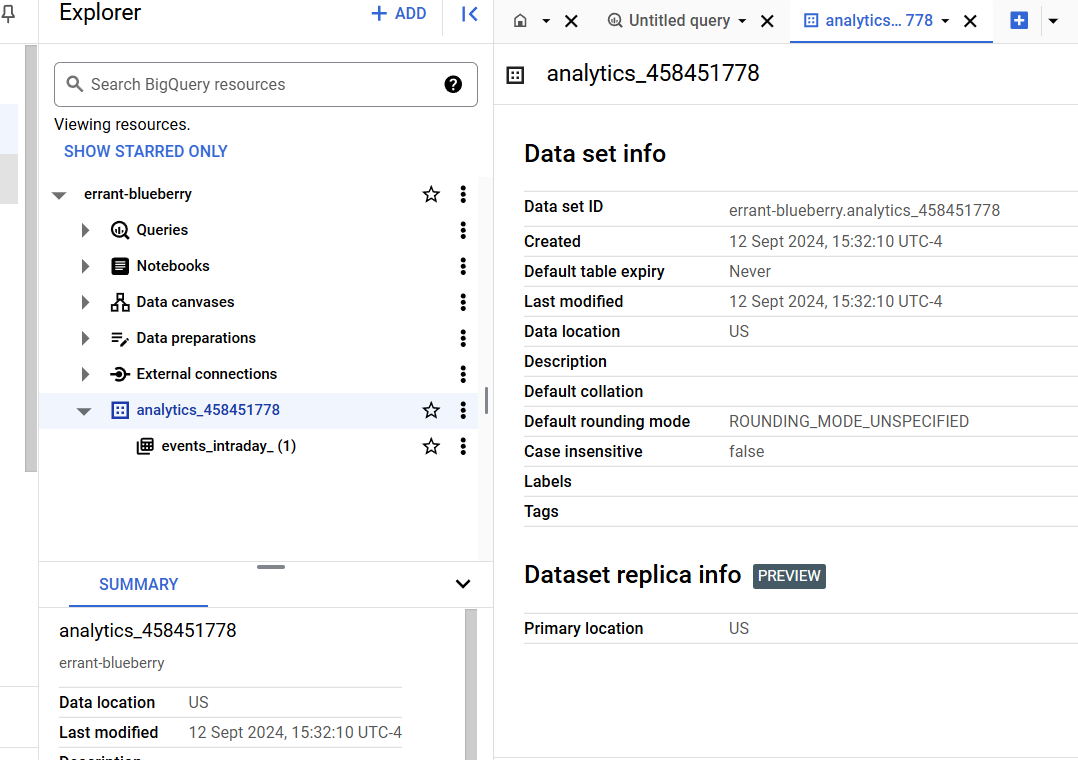 Explorer
+ ADD
Search BigQuery resources
Viewing resources.
SHOW STARRED ONLY
errant-blueberry
Queries
Notebooks
Data canvases
Data preparations
External connections
analytics_458451778
events_intraday_ (1)
SUMMARY
analytics_458451778
errant-blueberry
Data location US
Last modified 12 Sept 2024, 15:32:10 UTC-4
Description
Untitled query
analytics... 778
analytics_458451778
Data set info
Data set ID errant-blueberry.analytics_458451778
Created 12 Sept 2024, 15:32:10 UTC-4
Default table expiry Never
Last modified 12 Sept 2024, 15:32:10 UTC-4
Data location US
Description
Default collation
Default rounding mode ROUNDING_MODE_UNSPECIFIED
Case insensitive false
Labels
Tags
Dataset replica info PREVIEW
Primary location US